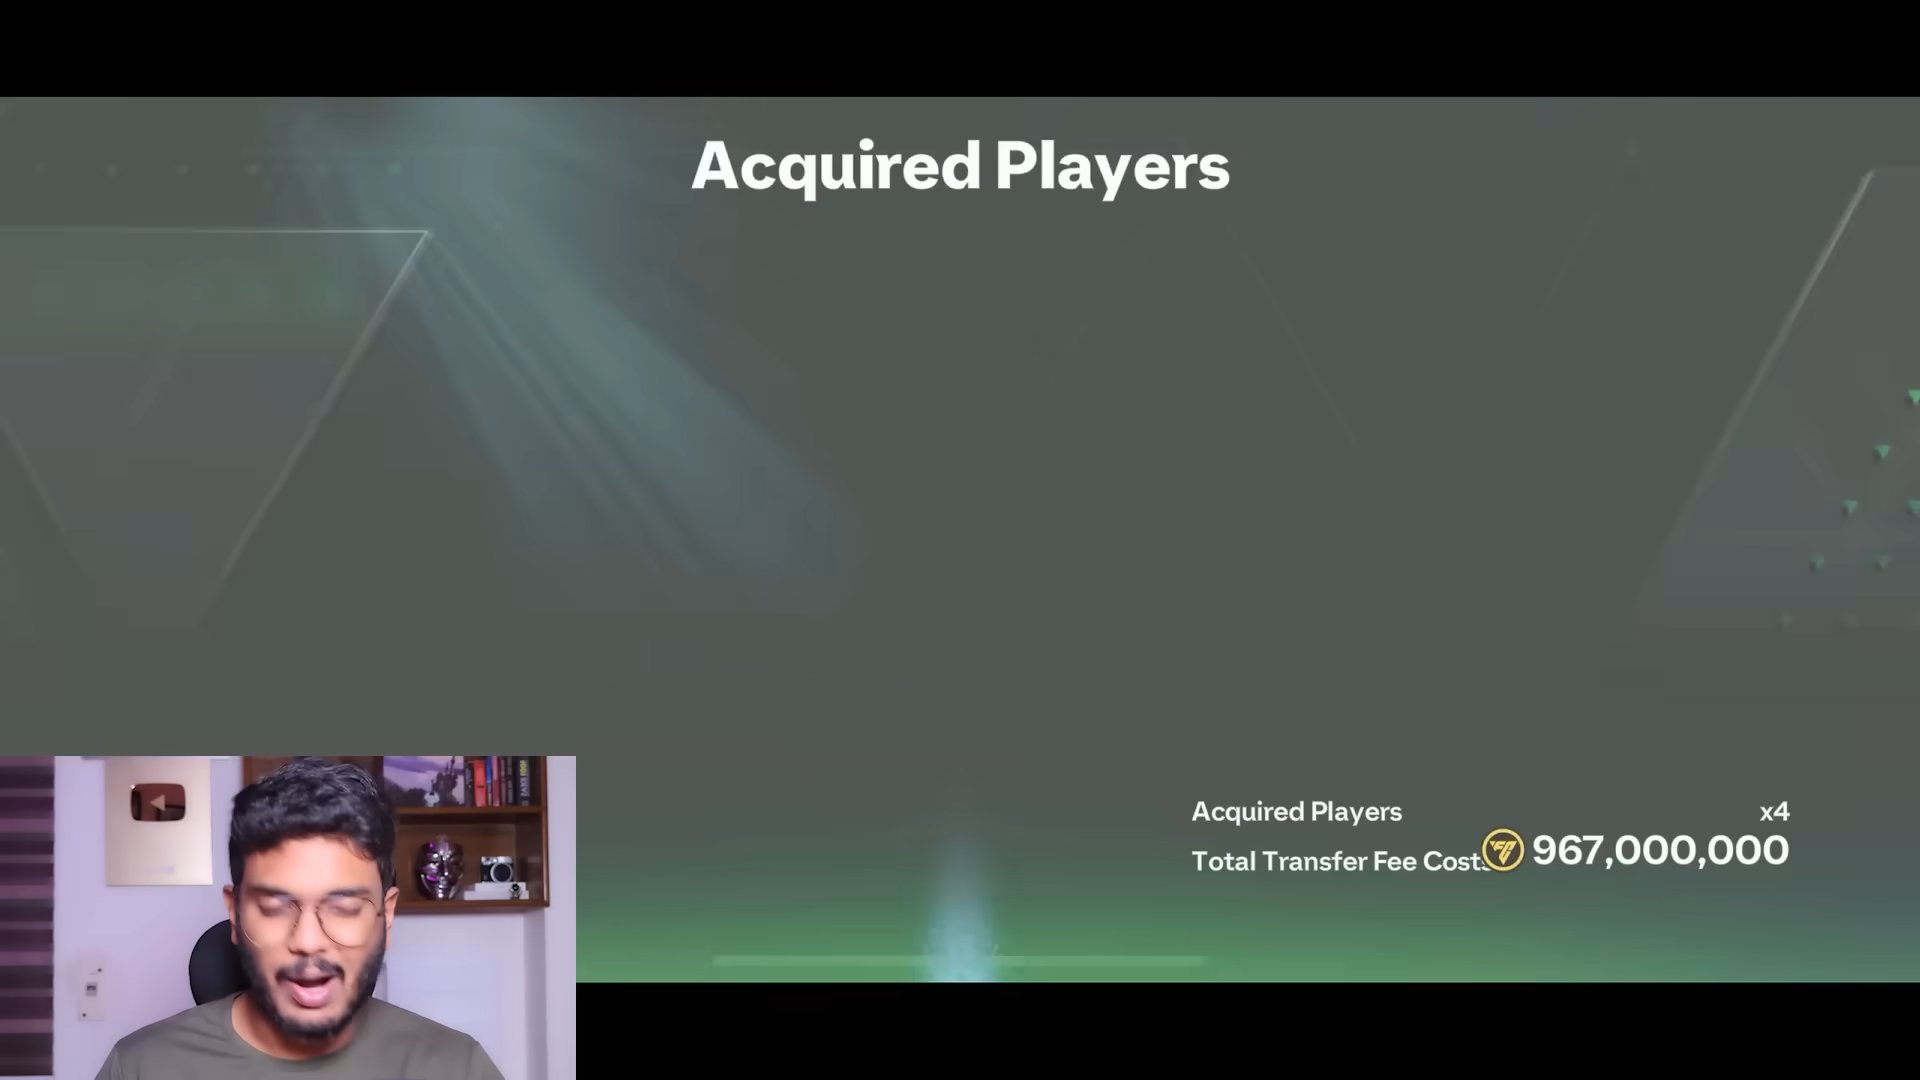 Acquired Players
Acquired Players x4
Total Transfer Fee Costs 967,000,000